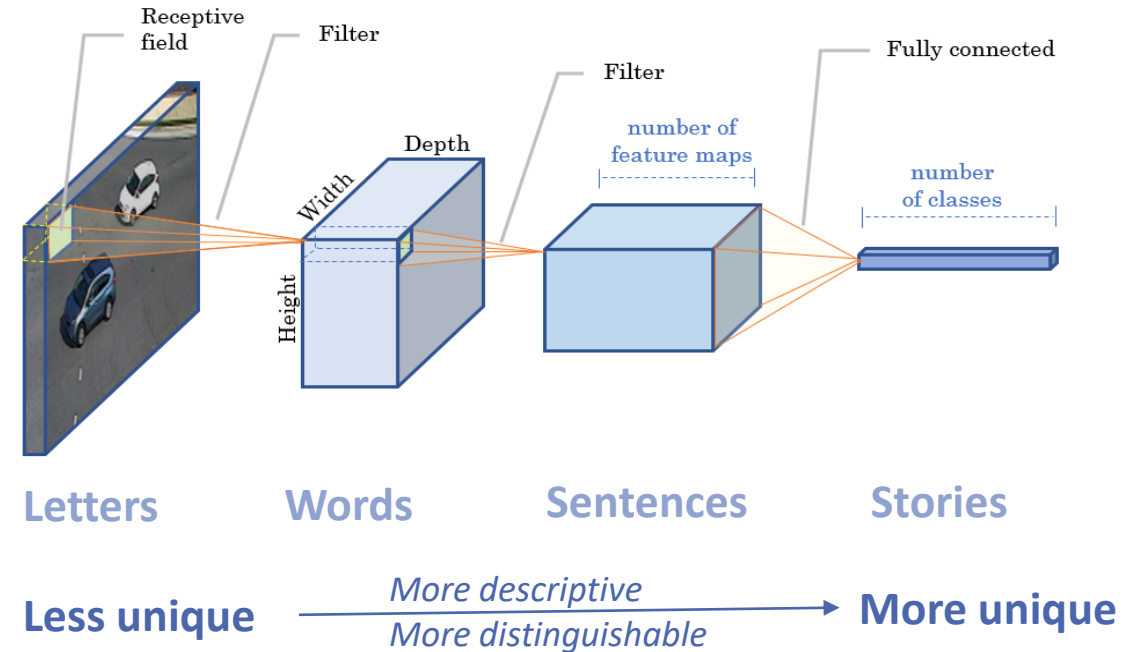 Receptive
field
Filter
Filter
Fully connected
Depth
Width
Height
number of
feature maps
number
of classes
Letters
Words
Sentences
Stories
Less unique
More descriptive
More distinguishable
More unique